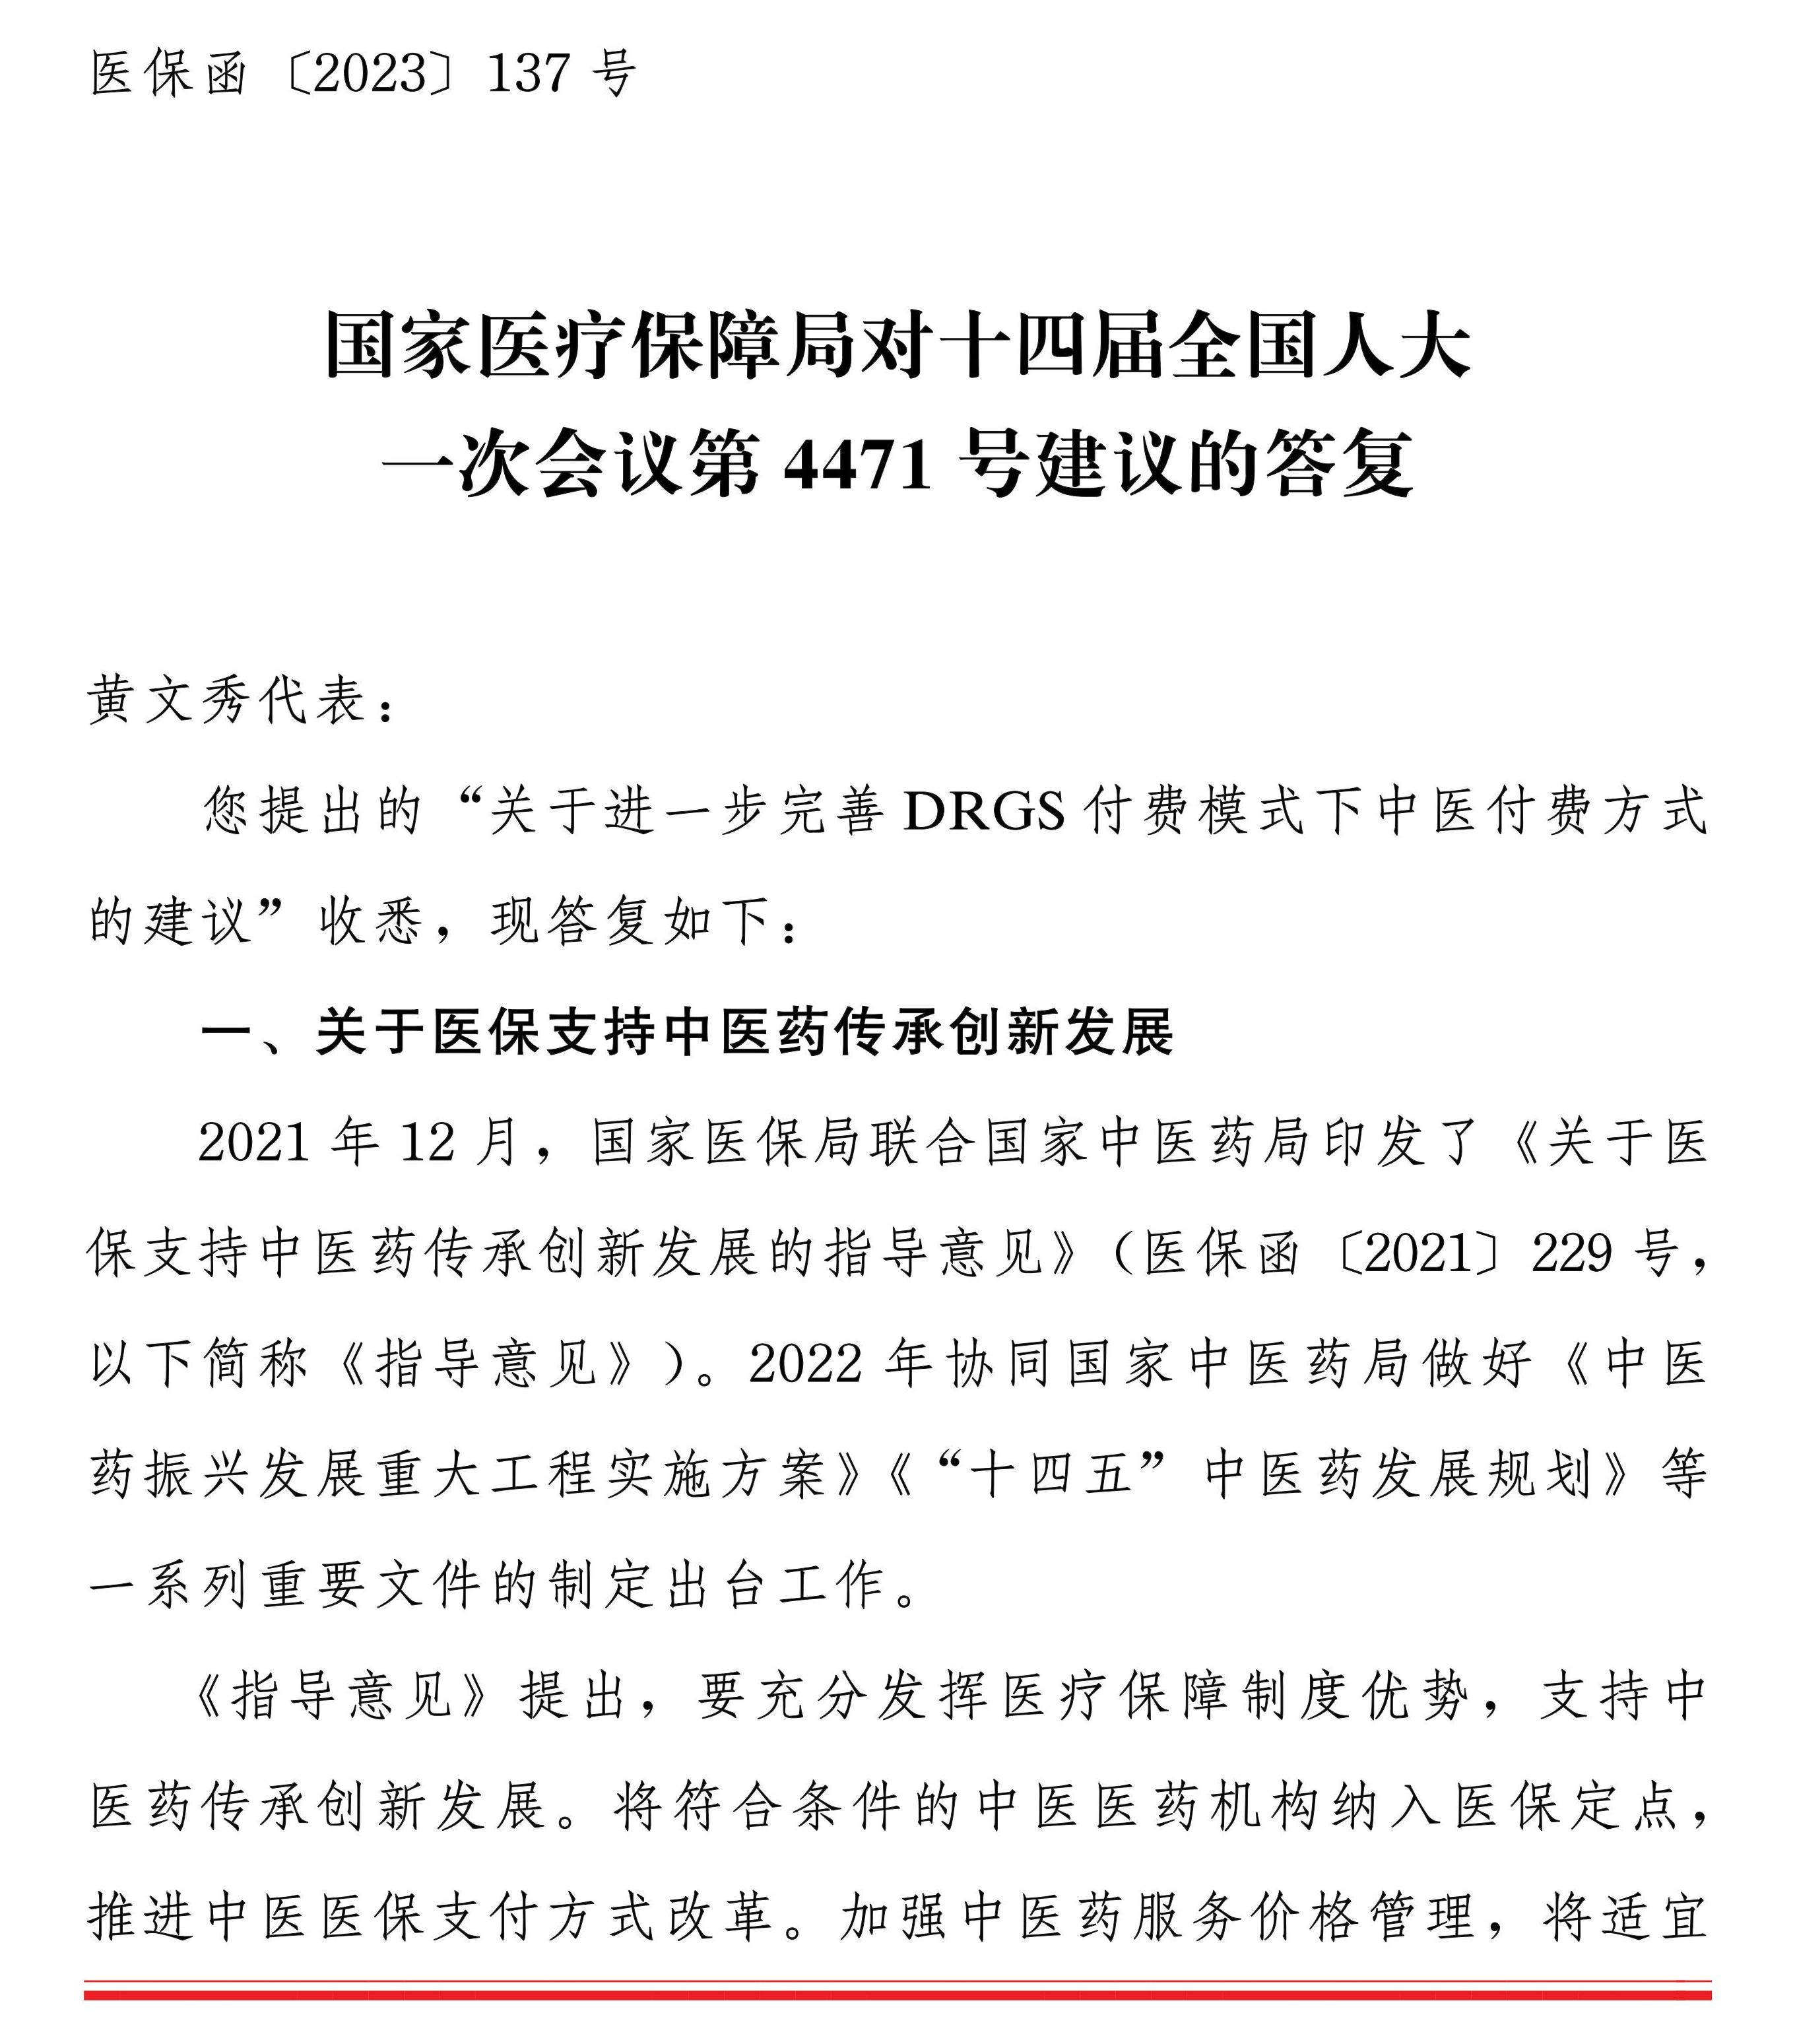 医保函〔2023〕137 号
国家医疗保障局对十四届全国人大
一次会议第 4471 号建议的答复
黄文秀代表：
您提出的“关于进一步完善 DRGS 付费模式下中医付费方式
的建议”收悉，现答复如下：
一、关于医保支持中医药传承创新发展
2021 年 12 月，国家医保局联合国家中医药局印发了《关于医
保支持中医药传承创新发展的指导意见》（医保函〔2021〕229 号，
以下简称《指导意见》）。2022 年协同国家中医药局做好《中医
药振兴发展重大工程实施方案》《“十四五”中医药发展规划》等
一系列重要文件的制定出台工作。
《指导意见》提出，要充分发挥医疗保障制度优势，支持中
医药传承创新发展。将符合条件的中医医药机构纳入医保定点，
推进中医医保支付方式改革。加强中医药服务价格管理，将适宜